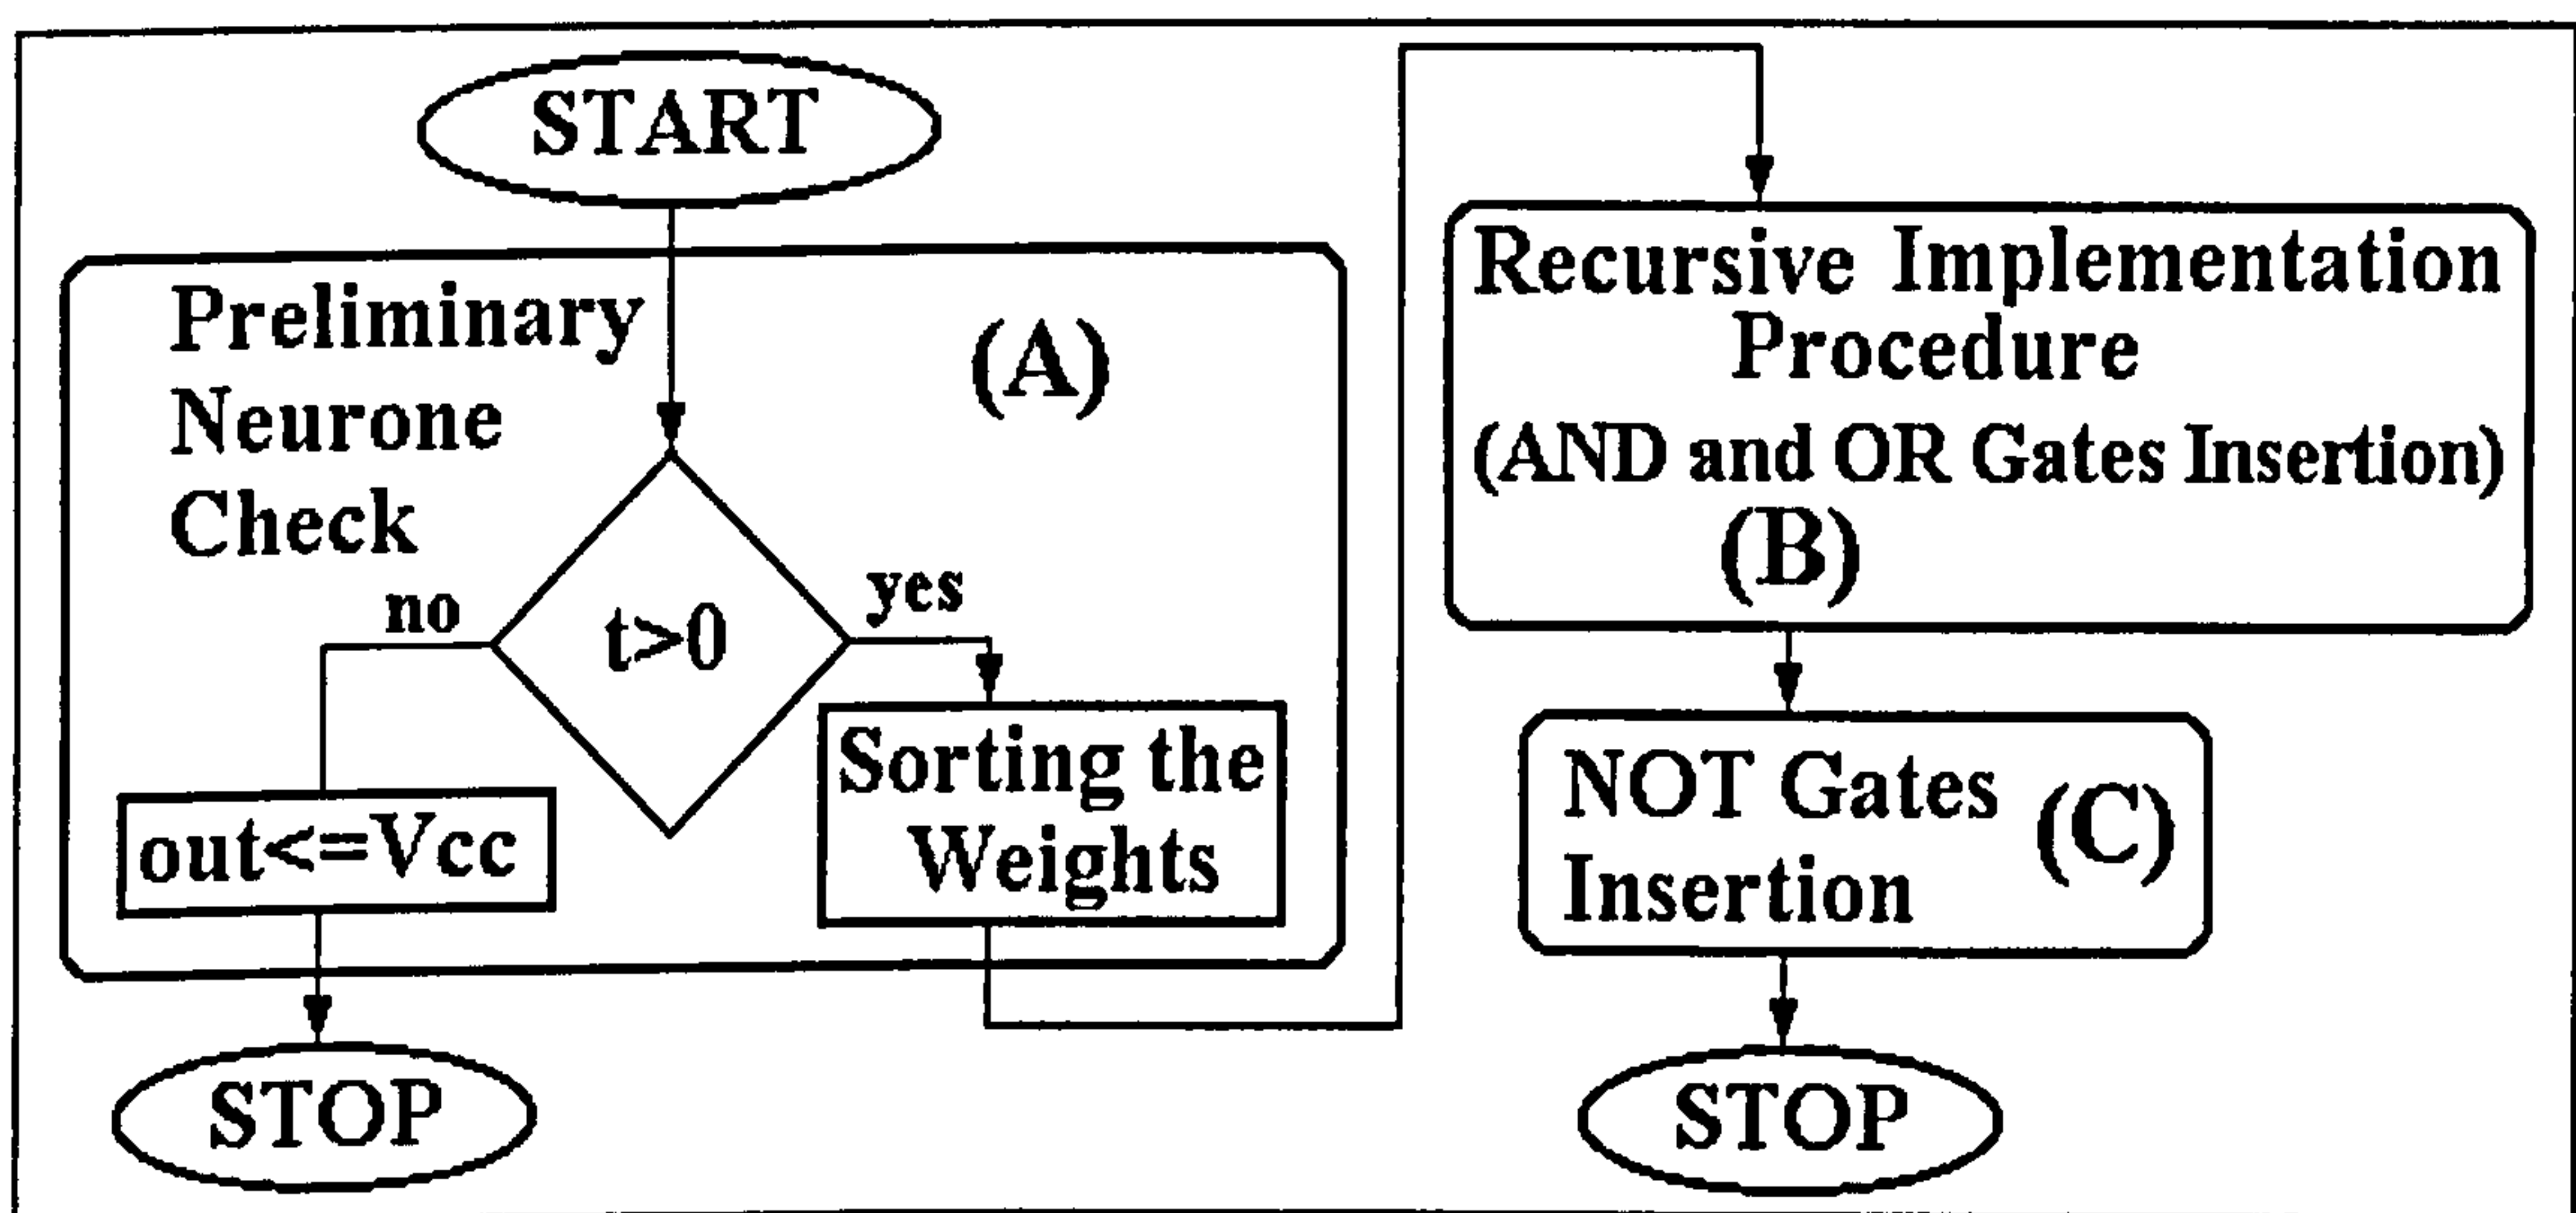 START
Preliminary
Neurone
Check
(A)
t>0
no
yes
out<=Vcc
Sorting the
Weights
STOP
Recursive Implementation
Procedure
(AND and OR Gates Insertion)
(B)
NOT Gates
Insertion
(C)
STOP